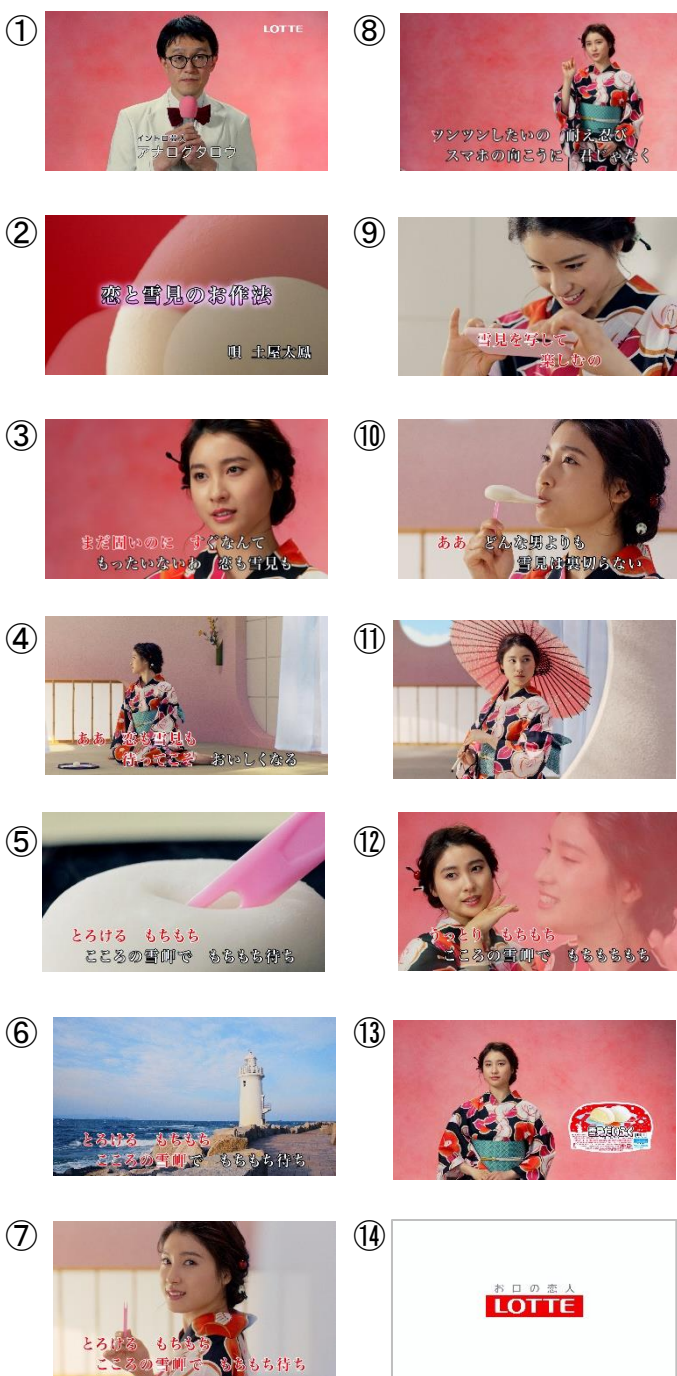 ①
LOTTE
イントロ芸人
アナログタロウ
②
恋と雪見のお作法
唄 土屋太鳳
③
まだ固いのに すぐなんて
もったいないわ 恋も雪見も
④
ああ 恋も雪見も
待ってこそ おいしくなる
⑤
とろける もちもち
こころの雪岬で もちもち待ち
⑥
とろける もちもち
こころの雪岬で もちもち待ち
⑦
とろける もちもち
こころの雪岬で もちもち待ち
⑧
ツンツンしたいの 耐え忍び
スマホの向こうに 君じゃなく
⑨
雪見を写して
楽しむの
⑩
ああ どんな男よりも
雪見は裏切らない
⑪
⑫
うっとり もちもち
こころの雪岬で もちもちもち
⑬
雪見だいふく
⑭
お口の恋人
LOTTE